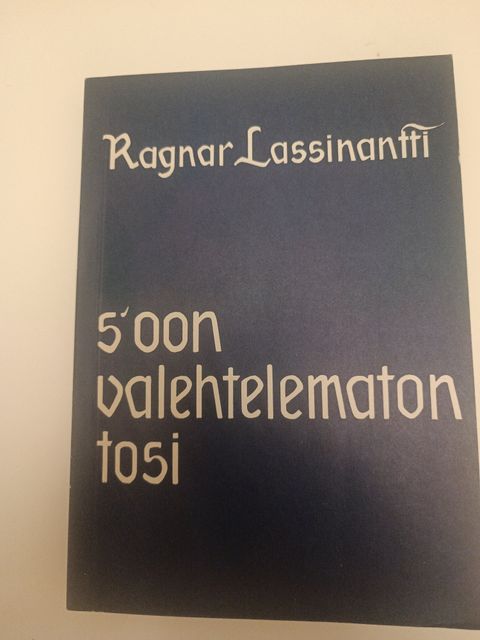 Ragnar Lassinantti
s'oon
valehtelematon
tosi